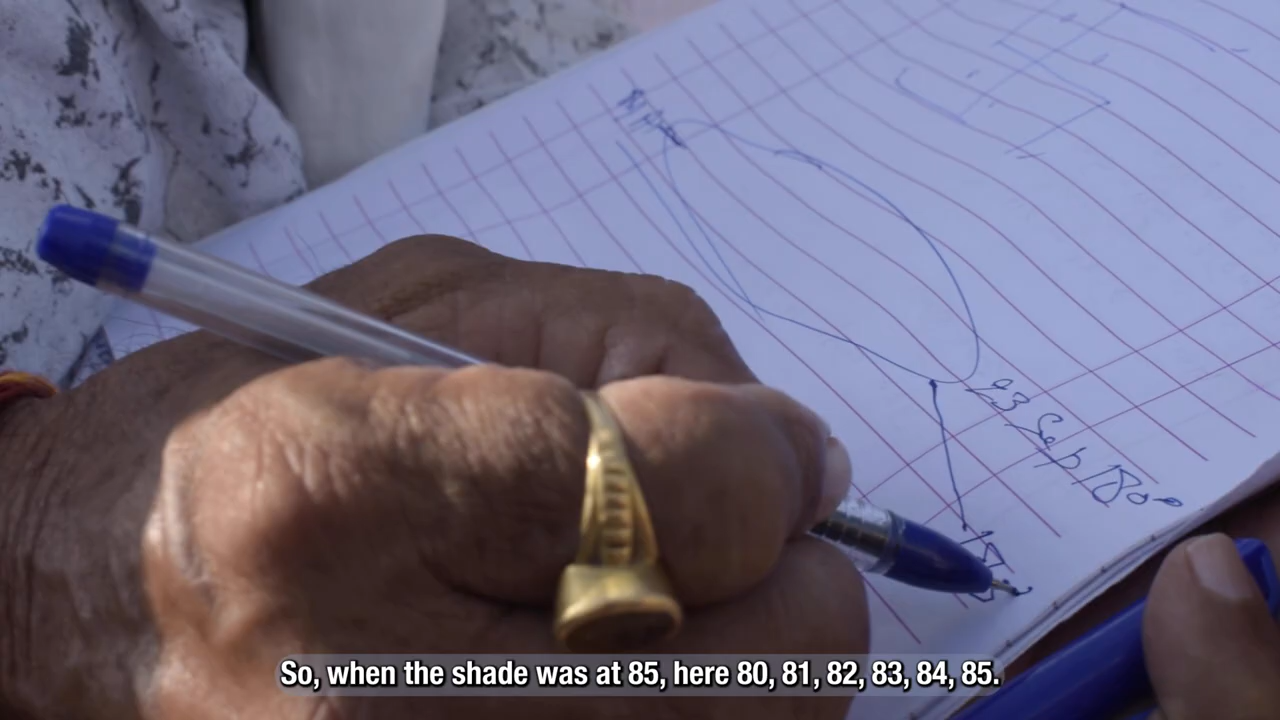 23 Sep 180°
So, when the shade was at 85, here 80, 81, 82, 83, 84, 85.